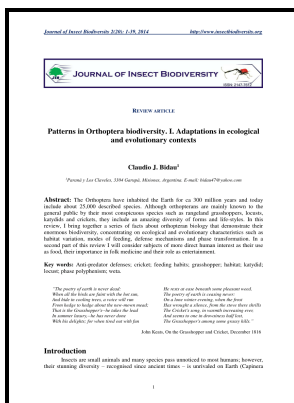 Journal of Insect Biodiversity 2(20): 1-39, 2014 http://www.insectbiodiversity.org
JOURNAL OF INSECT BIODIVERSITY
REVIEW ARTICLE
Patterns in Orthoptera biodiversity. I. Adaptations in ecological
and evolutionary contexts
Claudio J. Bidau
Paraná y Los Claveles, 3304 Garupá, Misiones, Argentina. E-mail: bidau47@yahoo.com
Abstract: The Orthoptera have inhabited the Earth for ca 300 million years and today
include about 25,000 described species. Although orthopterans are mainly known to the
general public by their most conspicuous species such as rangeland grasshoppers, locusts,
katydids and crickets, they include an amazing diversity of forms and life-styles. In this
review, I bring together a series of facts about orthopteran biology that demonstrate their
enormous biodiversity, concentrating on ecological and evolutionary characteristics such as
habitat variation, modes of feeding, defense mechanisms and phase transformation. In a
second part of this review I will consider subjects of more direct human interest as their use
as food, their importance in folk medicine and their role as entertainment.
Key words: Anti-predator defenses; cricket; feeding habits; grasshopper; habitat; katydid;
locust; phase polyphenism; weta.
"The poetry of earth is never dead:
When all the birds are faint with the hot sun,
And hide in cooling trees, a voice will run
From hedge to hedge about the new-mown mead;
That is the Grasshopper's–he takes the lead
In summer luxury,–he has never done
With his delights; for when tired out with fun
He rests at ease beneath some pleasant weed.
The poetry of earth is ceasing never:
On a lone winter evening, when the frost
Has wrought a silence, from the stove there shrills
The Cricket's song, in warmth increasing ever,
And seems to one in drowsiness half lost,
The Grasshopper's among some grassy hills."
John Keats, On the Grasshopper and Cricket, December 1816
Introduction
Insects are small animals and many species pass unnoticed to most humans; however,
their stunning diversity – recognised since ancient times – is unrivaled on Earth (Capinera
1